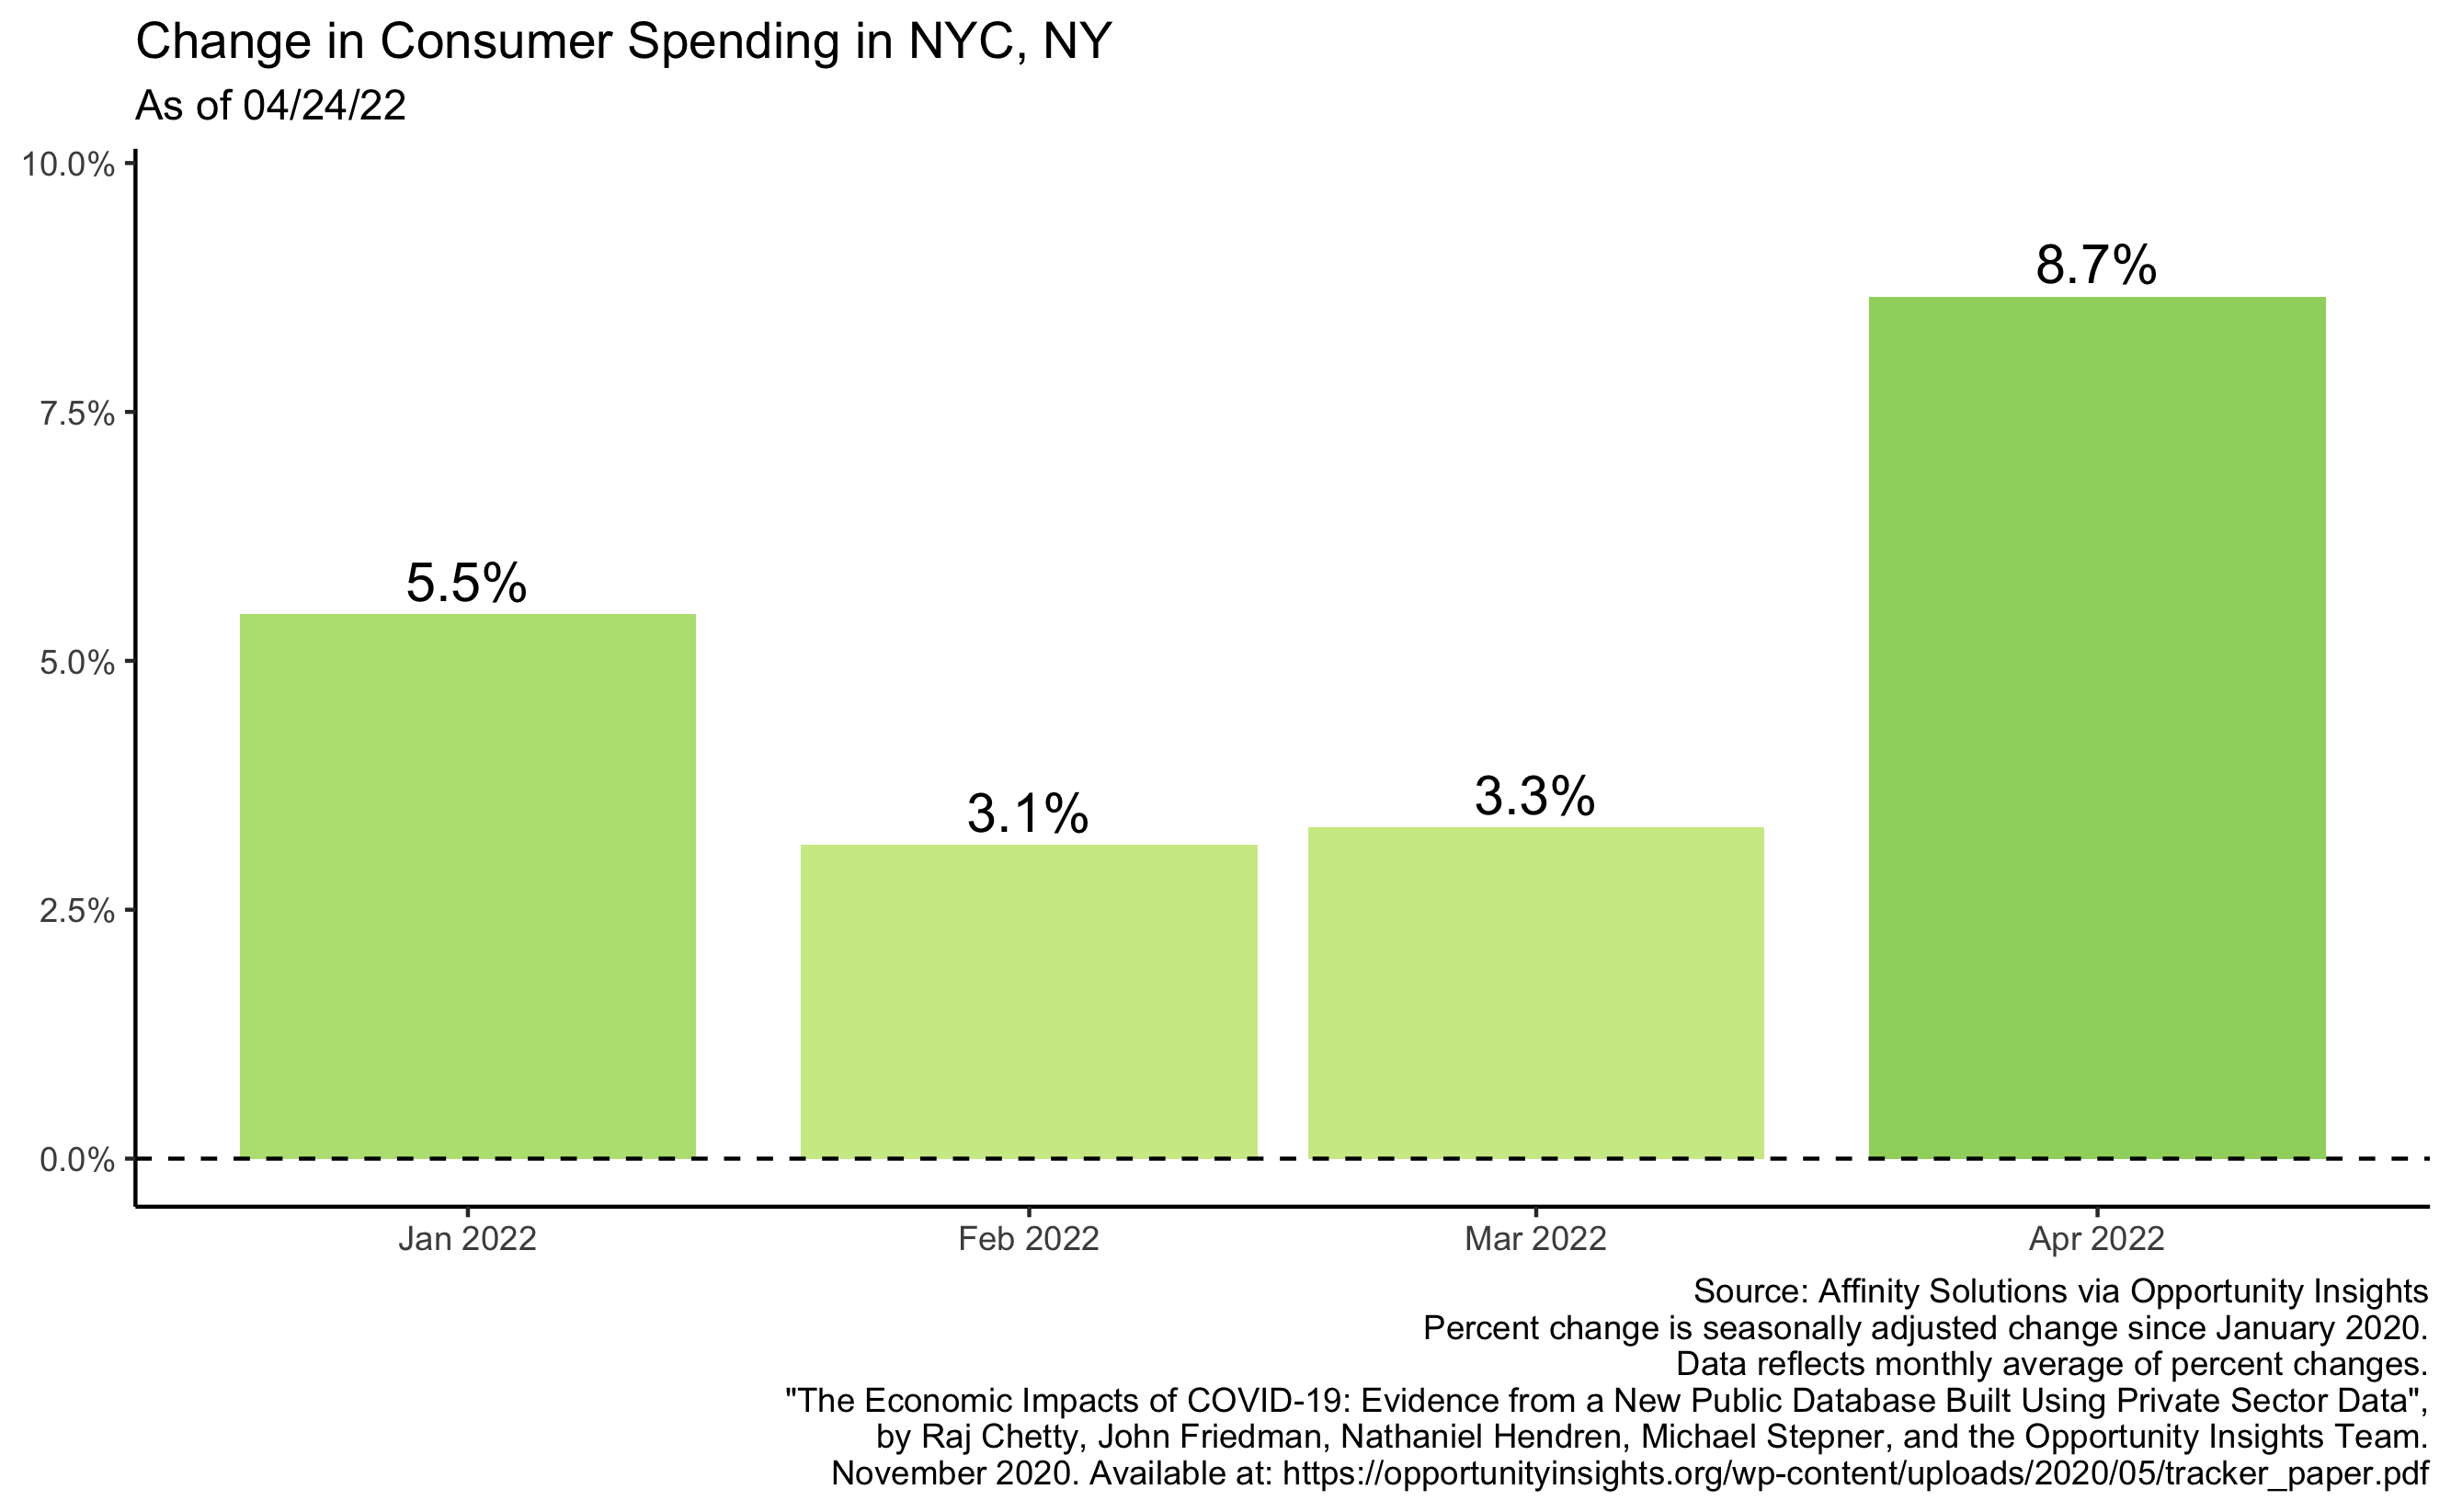 Change in Consumer Spending in NYC, NY
As of 04/24/22
10.0%
7.5%
5.0%
2.5%
0.0%
5.5%
3.1%
3.3%
8.7%
Jan 2022
Feb 2022
Mar 2022
Apr 2022
Source: Affinity Solutions via Opportunity Insights
Percent change is seasonally adjusted change since January 2020.
Data reflects monthly average of percent changes.
"The Economic Impacts of COVID-19: Evidence from a New Public Database Built Using Private Sector Data",
by Raj Chetty, John Friedman, Nathaniel Hendren, Michael Stepner, and the Opportunity Insights Team.
November 2020. Available at: https://opportunityinsights.org/wp-content/uploads/2020/05/tracker_paper.pdf